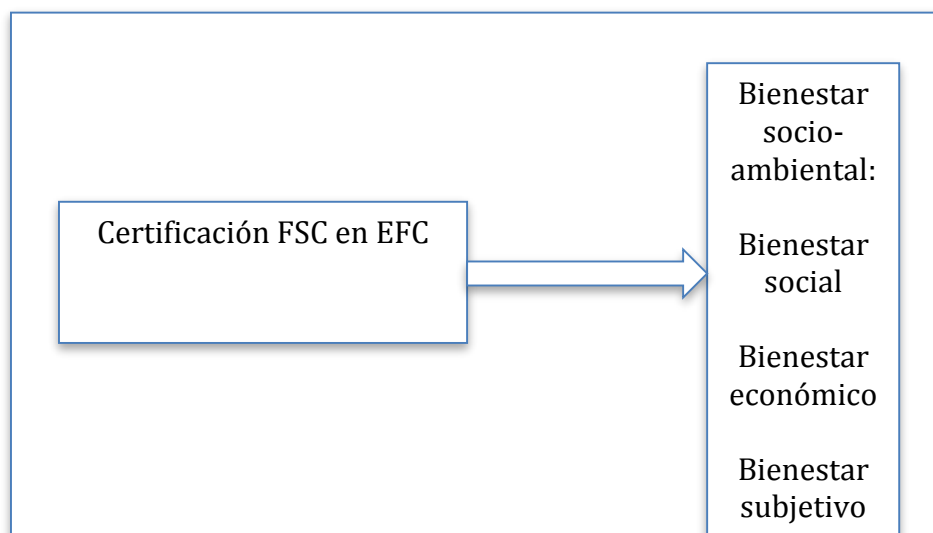 Certificación FSC en EFC
Bienestar
socio-
ambiental:
Bienestar
social
Bienestar
económico
Bienestar
subjetivo